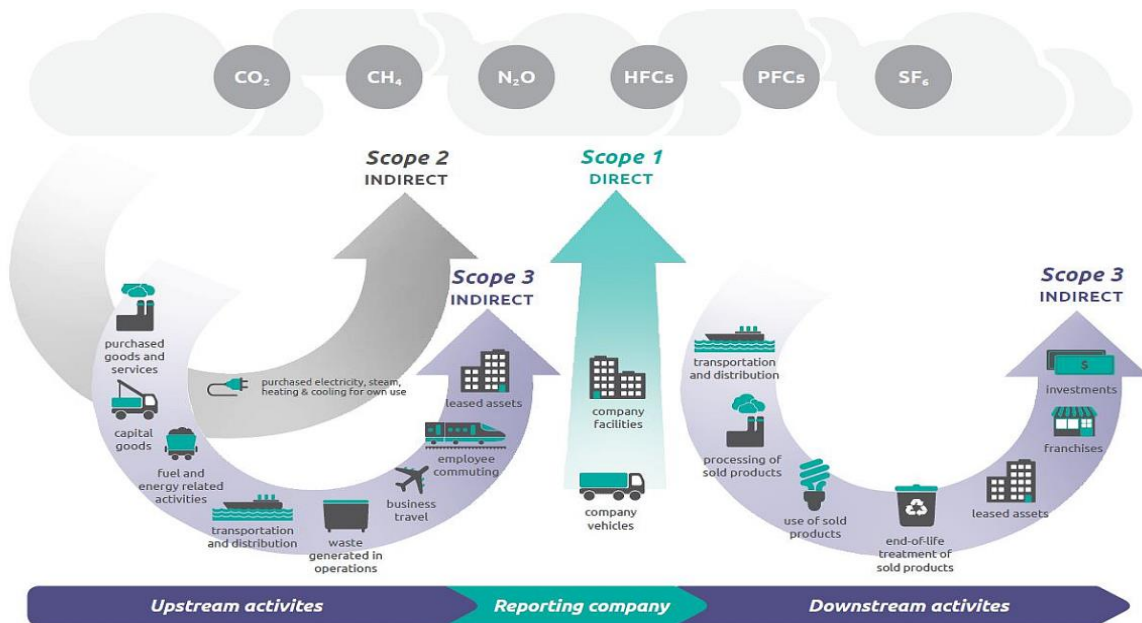 CO₂
CH₄
N₂O
HFCs
PFCs
SF₆
Scope 2
INDIRECT
Scope 1
DIRECT
Scope 3
INDIRECT
Scope 3
INDIRECT
purchased
goods and
services
capital
goods
fuel and
energy related
activities
transportation
and distribution
waste
generated in
operations
business
travel
employee
commuting
leased assets
purchased electricity, steam,
heating & cooling for own use
company
facilities
company
vehicles
transportation
and distribution
processing of
sold products
use of sold
products
end-of-life
treatment of
sold products
leased assets
franchises
$
investments
Upstream activites
Reporting company
Downstream activites